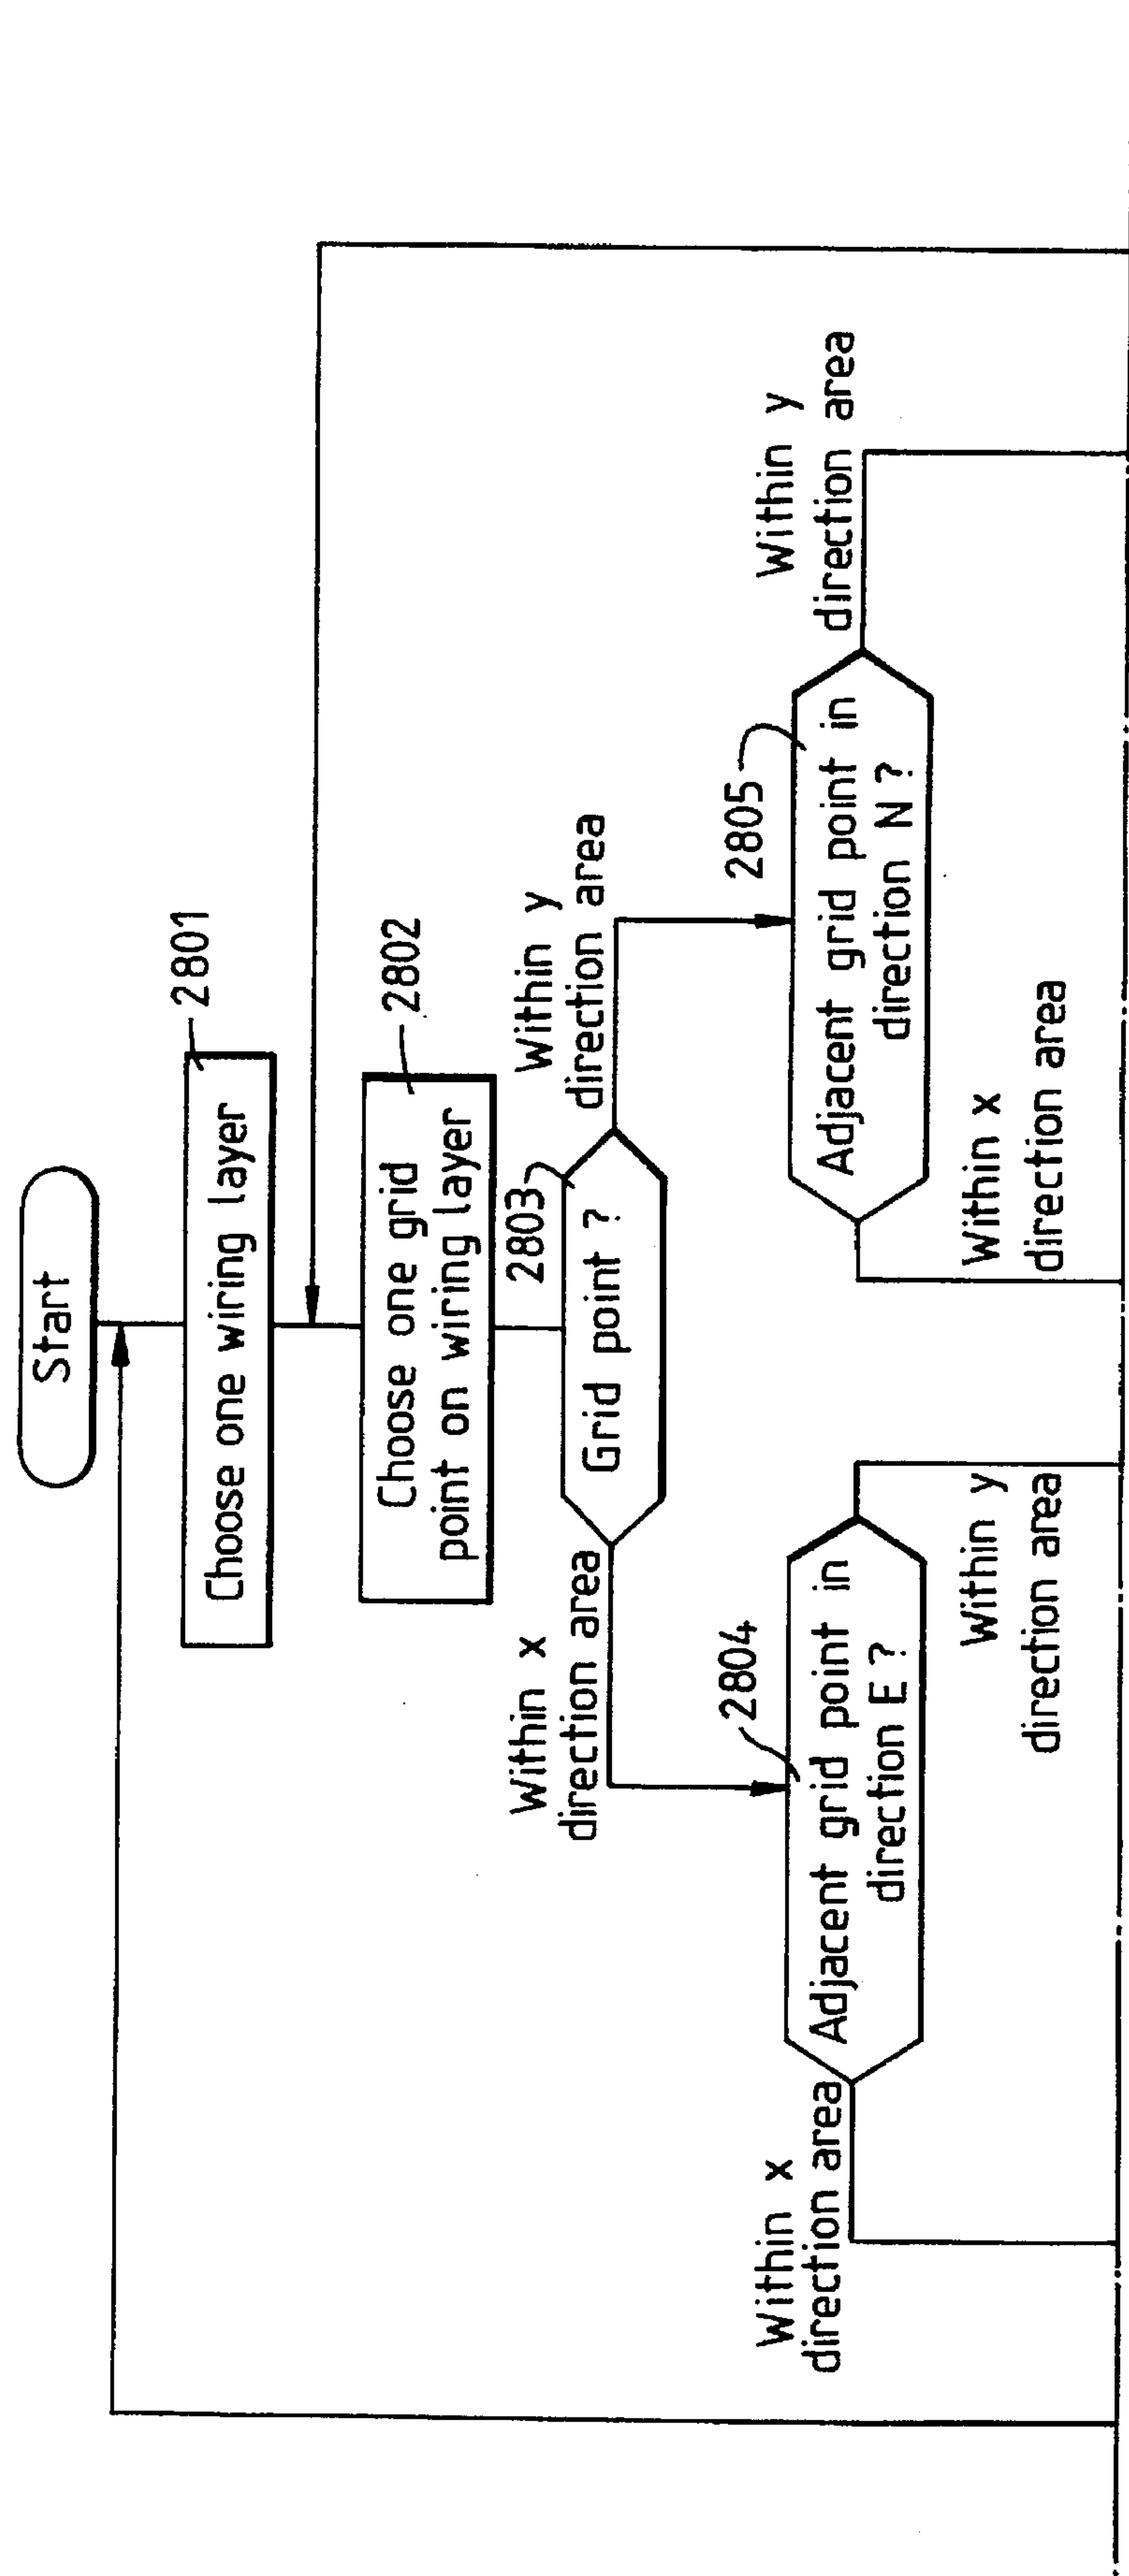 Start
Choose one wiring layer
2801
Choose one grid
point on wiring layer
2802
Grid point ?
2803
Within x
direction area
Within y
direction area
Adjacent grid point in
direction E ?
2804
Within x
direction area
Within y
direction area
Adjacent grid point in
direction N ?
2805
Within x
direction area
Within y
direction area